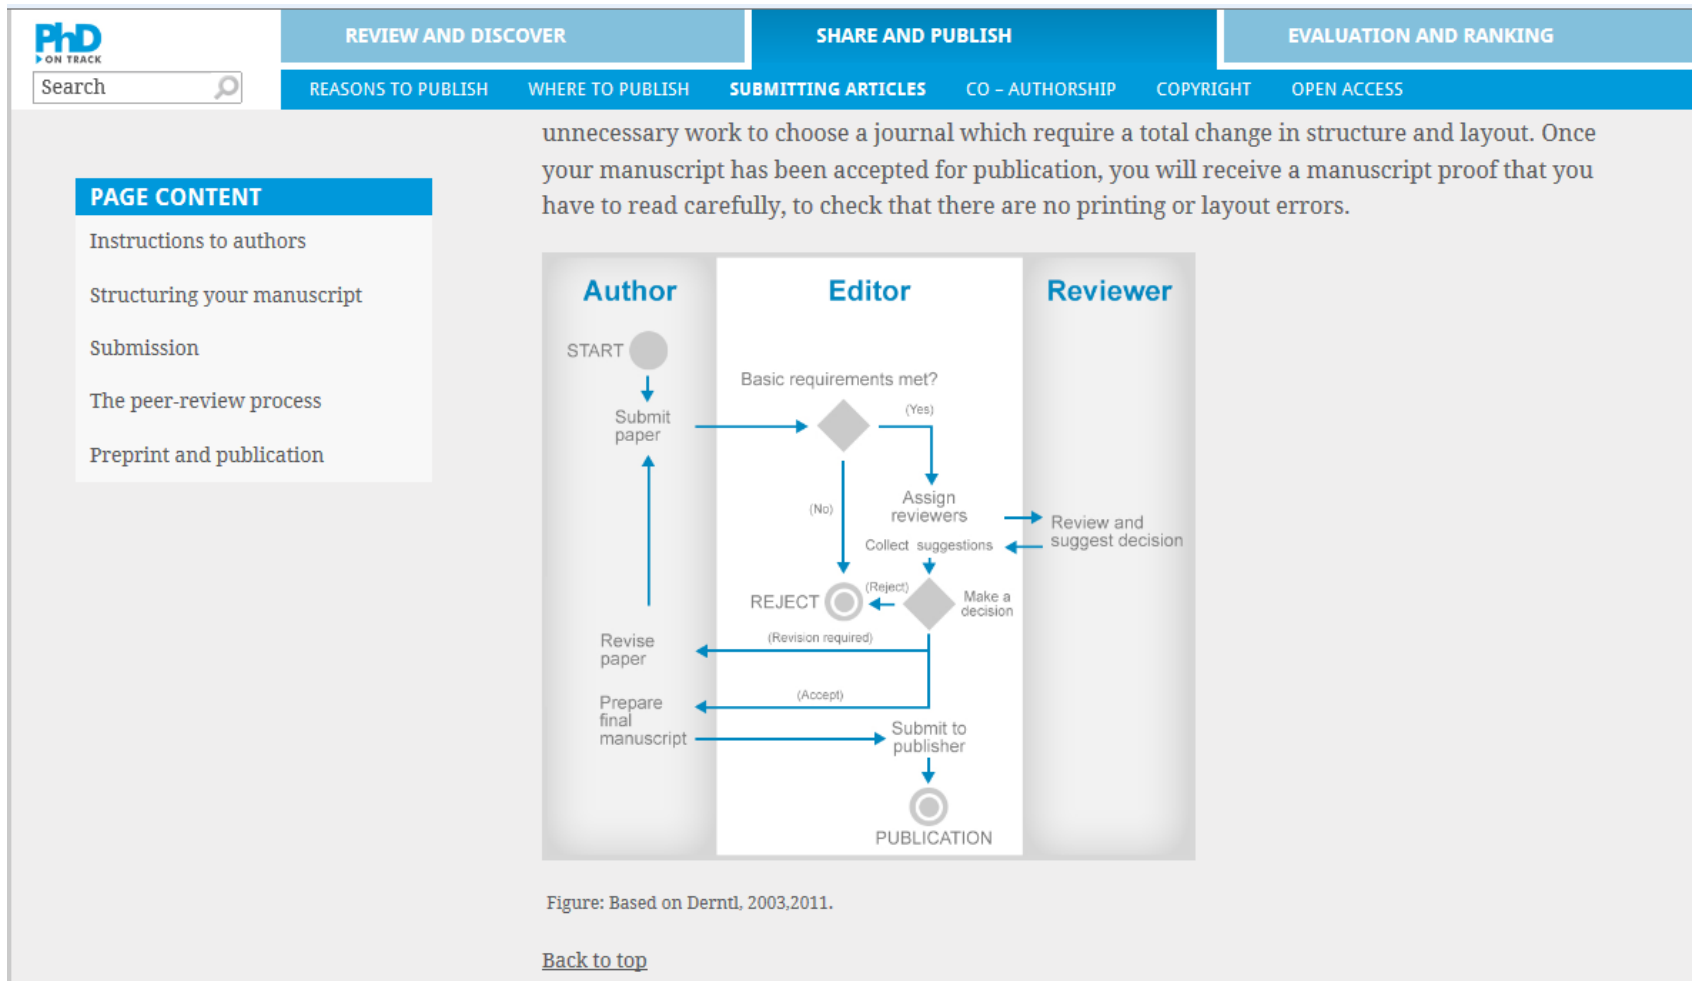 PhD
ON TRACK
Search
REVIEW AND DISCOVER
SHARE AND PUBLISH
EVALUATION AND RANKING
REASONS TO PUBLISH
WHERE TO PUBLISH
SUBMITTING ARTICLES
CO – AUTHORSHIP
COPYRIGHT
OPEN ACCESS
PAGE CONTENT
Instructions to authors
Structuring your manuscript
Submission
The peer-review process
Preprint and publication
unnecessary work to choose a journal which require a total change in structure and layout. Once
your manuscript has been accepted for publication, you will receive a manuscript proof that you
have to read carefully, to check that there are no printing or layout errors.
Author
Editor
Reviewer
START
Basic requirements met?
Submit
paper
(Yes)
(No)
Assign
reviewers
Review and
suggest decision
Collect suggestions
REJECT
(Reject)
Make a
decision
Revise
paper
(Revision required)
Prepare
final
manuscript
(Accept)
Submit to
publisher
PUBLICATION
Figure: Based on Derntl, 2003,2011.
Back to top